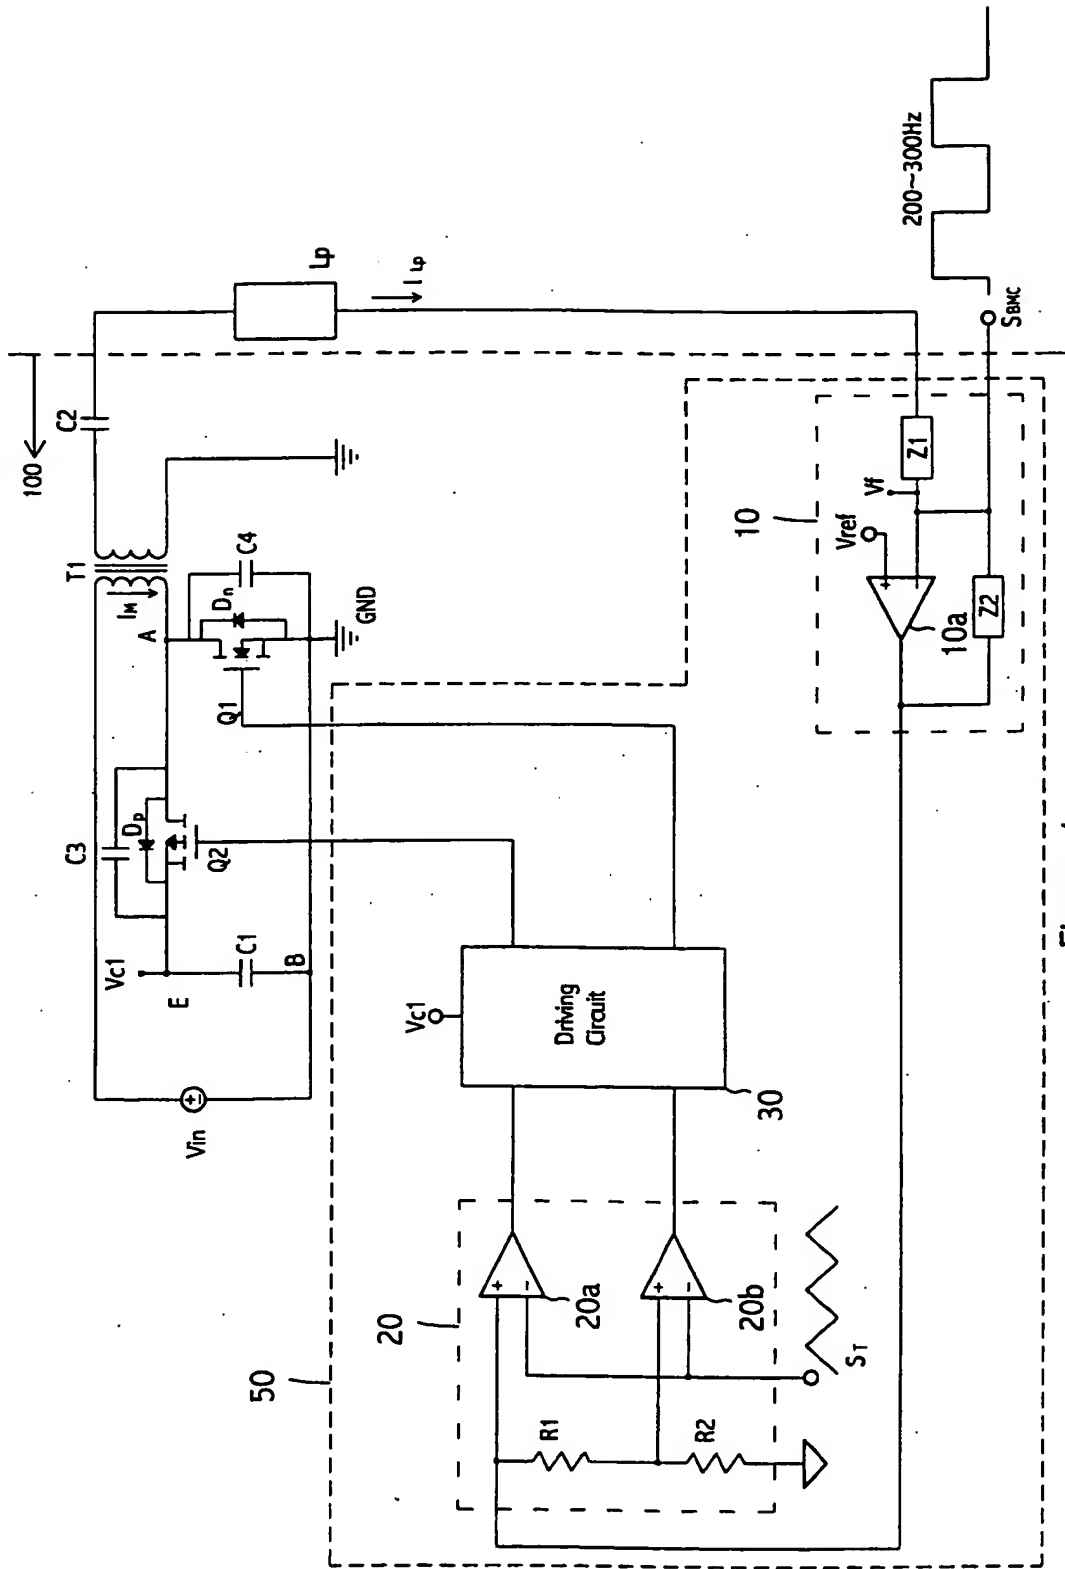 100
C2
T1
IM
A
C3
Dp
Q2
Vc1
E
C1
B
Vin
Q1
Dn
C4
GND
Lp
ILp
200~300Hz
SBMC
10
Vref
Vf
Z1
+
-
10a
Z2
Vc1
Driving
Circuit
30
50
20
+
-
20a
+
-
20b
R1
R2
ST